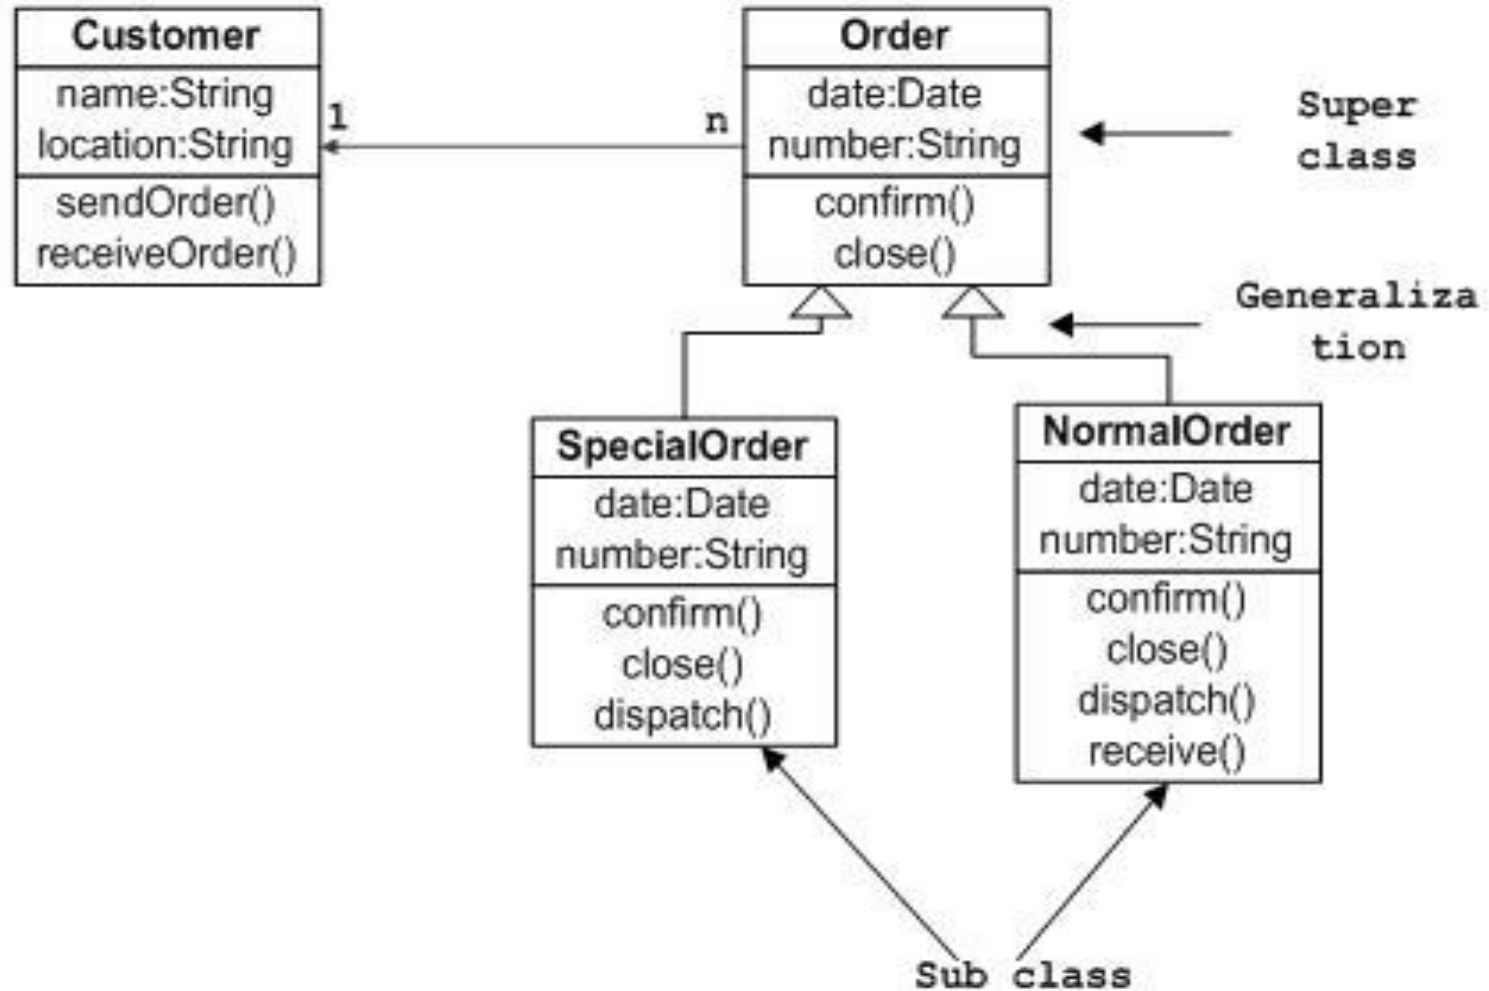 Customer
name:String
location:String
sendOrder()
receiveOrder()
1
n
Order
date:Date
number:String
confirm()
close()
Super
class
Generaliza
tion
SpecialOrder
date:Date
number:String
confirm()
close()
dispatch()
NormalOrder
date:Date
number:String
confirm()
close()
dispatch()
receive()
Sub class